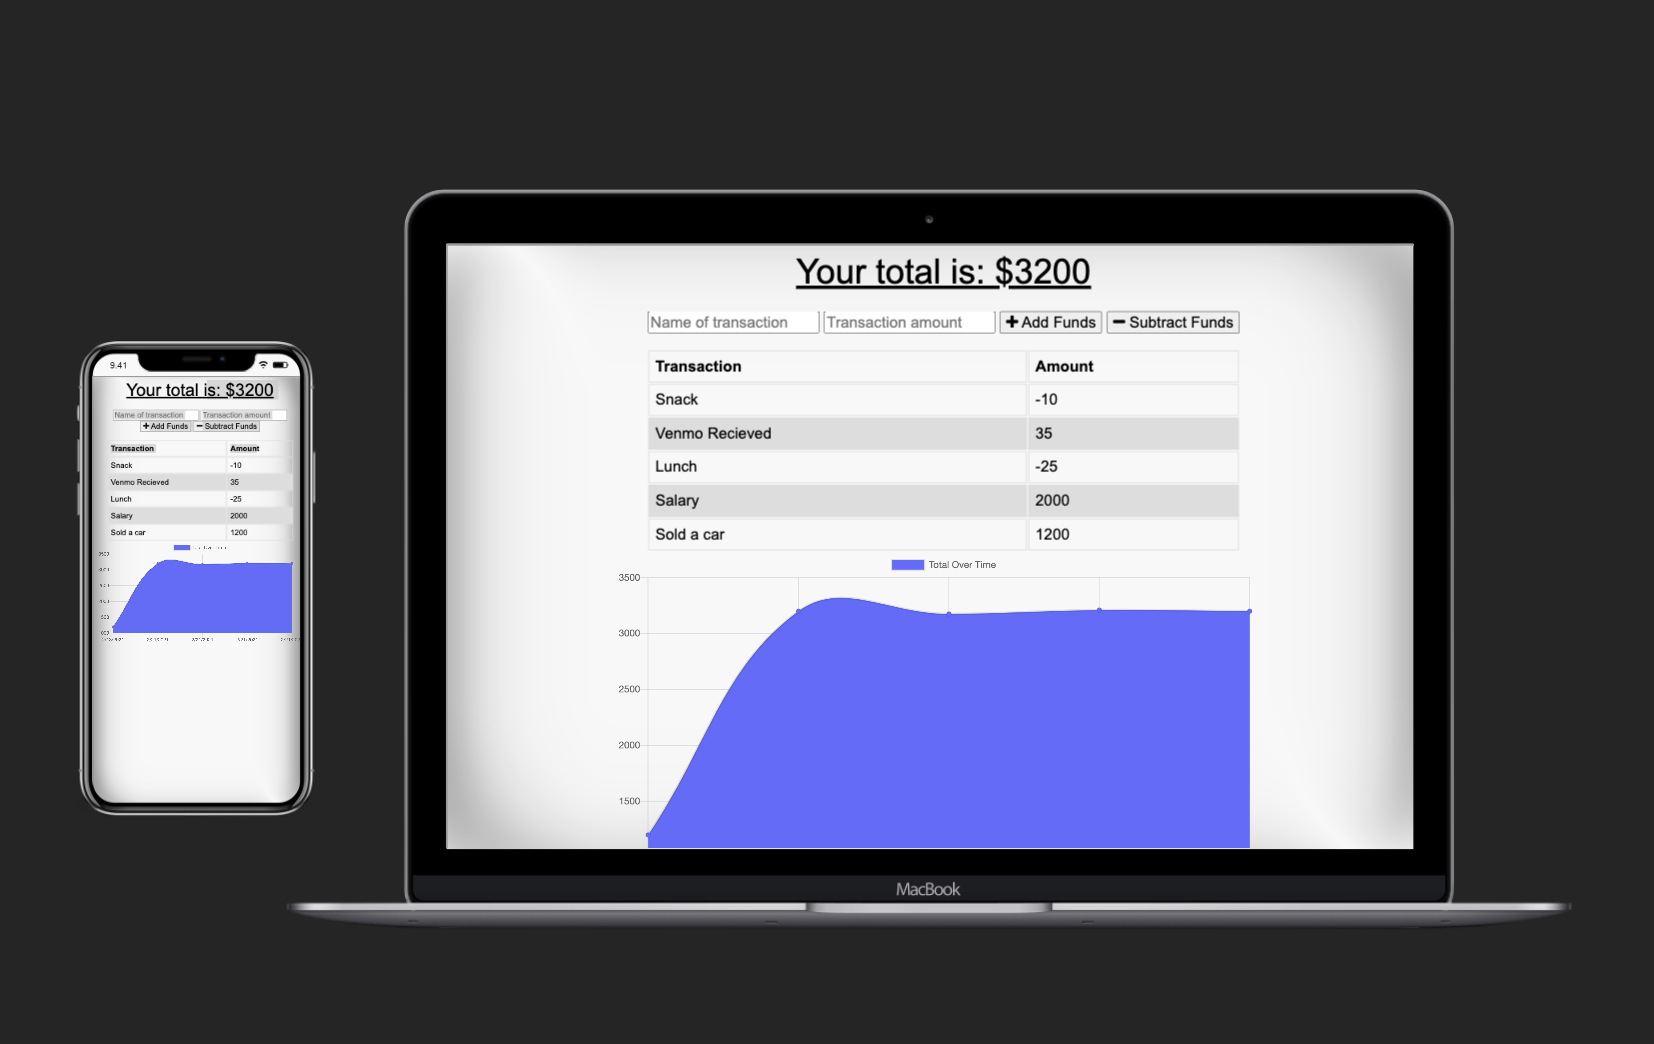 9.41
Your total is: $3200
Name of transaction Transaction amount
Add Funds Subtract Funds
Transaction Amount
Snack -10
Venmo Recieved 35
Lunch -25
Salary 2000
Sold a car 1200
Your total is: $3200
Name of transaction Transaction amount Add Funds Subtract Funds
Transaction Amount
Snack -10
Venmo Recieved 35
Lunch -25
Salary 2000
Sold a car 1200
Total Over Time
3500
3000
2500
2000
1500
MacBook